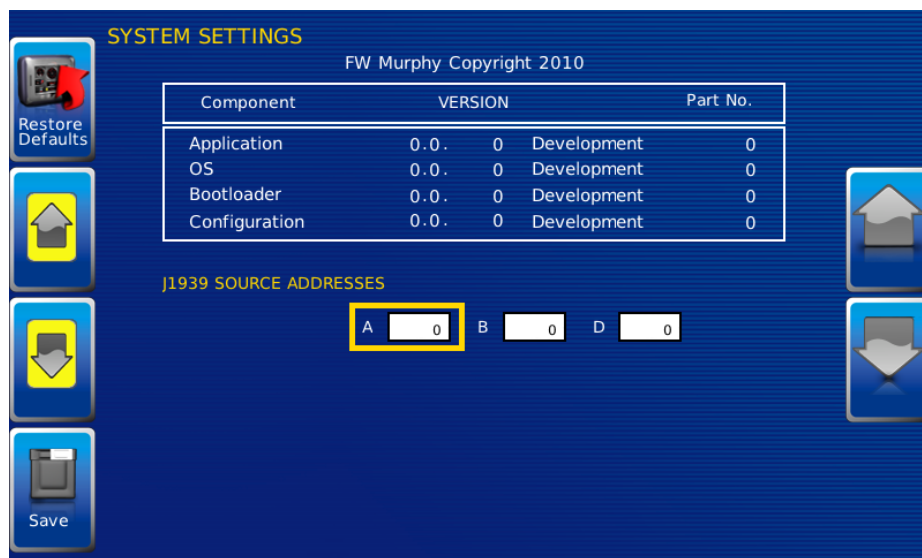 SYSTEM SETTINGS
FW Murphy Copyright 2010
Component VERSION Part No.
Restore
Defaults
Application 0.0. 0 Development 0
OS 0.0. 0 Development 0
Bootloader 0.0. 0 Development 0
Configuration 0.0. 0 Development 0
J1939 SOURCE ADDRESSES
A 0 B 0 D 0
Save